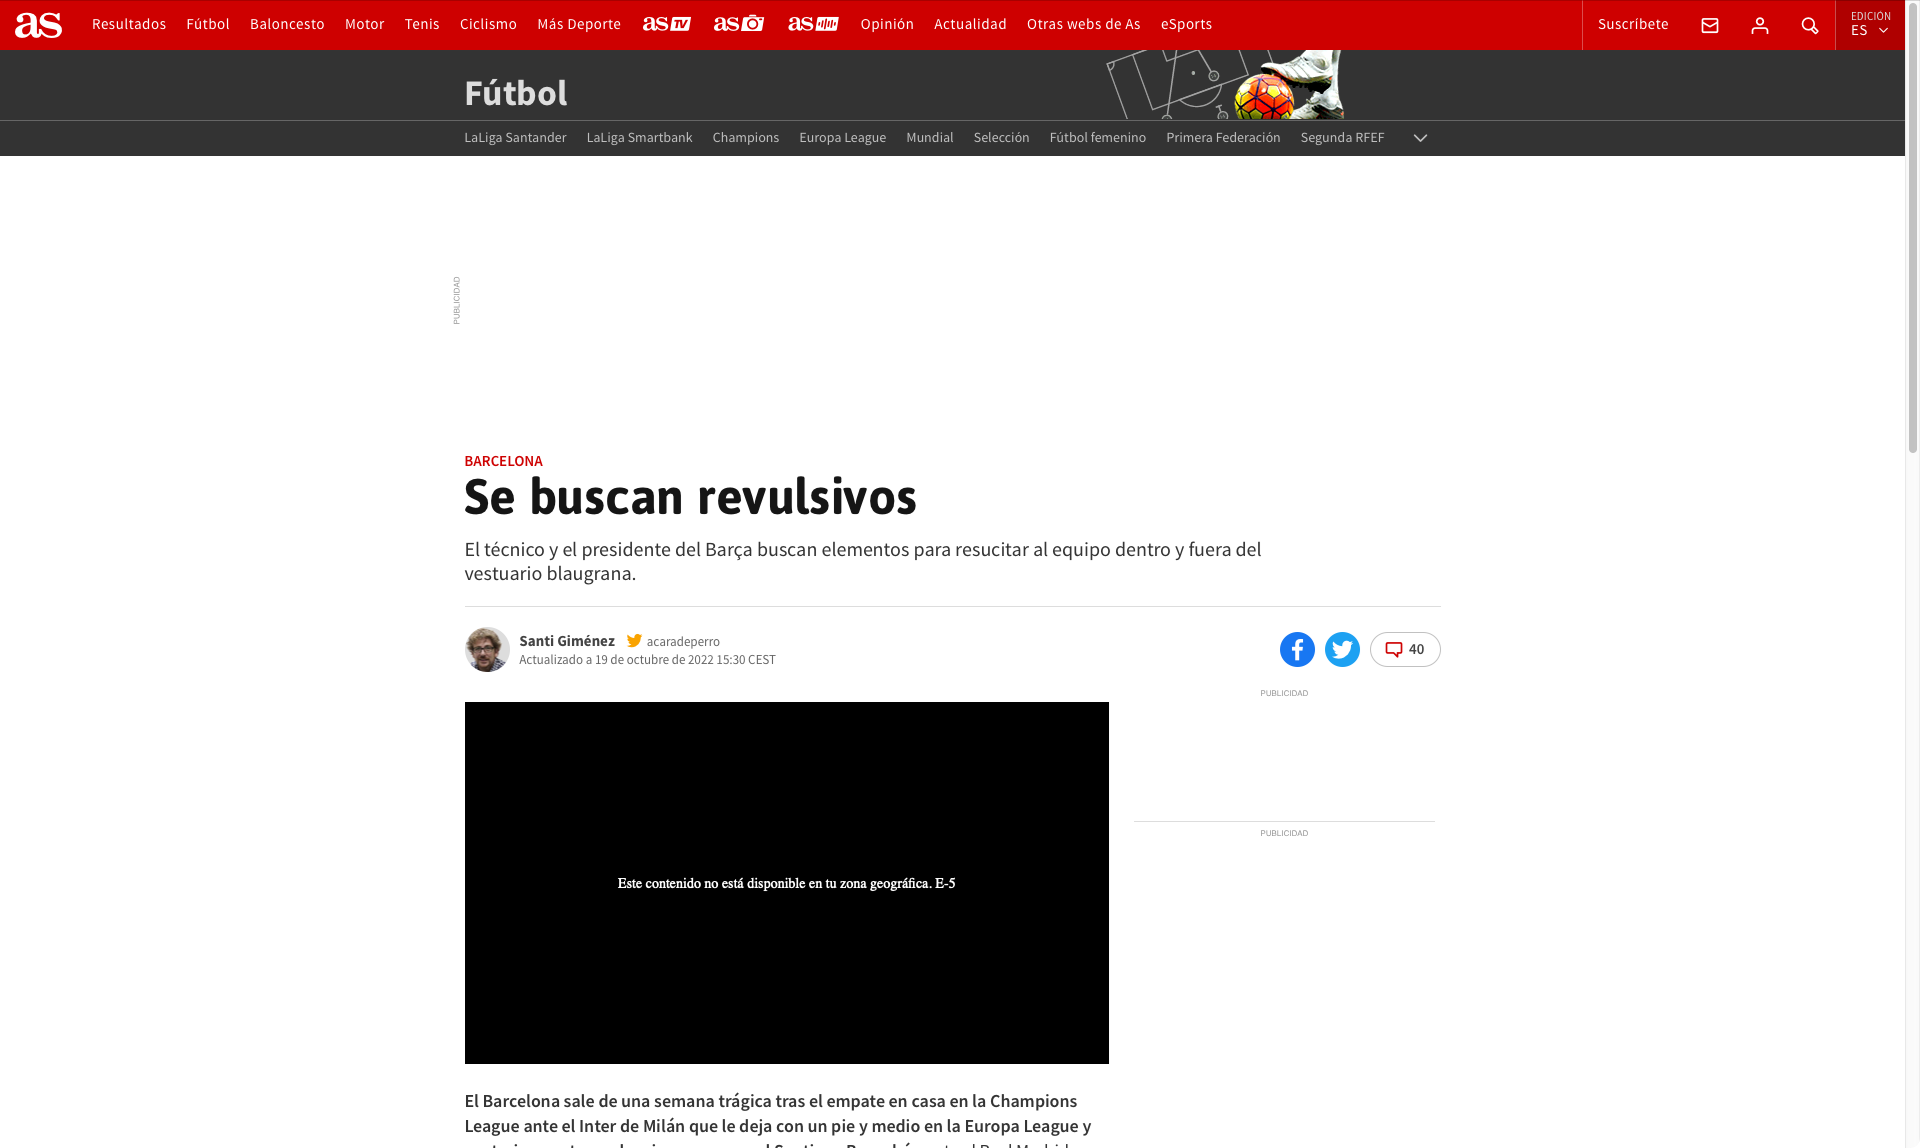 as
Resultados
Fútbol
Baloncesto
Motor
Tenis
Ciclismo
Más Deporte
as TV
as
as
Opinión
Actualidad
Otras webs de As
eSports
Suscríbete
EDICIÓN
ES
Fútbol
LaLiga Santander
LaLiga Smartbank
Champions
Europa League
Mundial
Selección
Fútbol femenino
Primera Federación
Segunda RFEF
PUBLICIDAD
BARCELONA
Se buscan revulsivos
El técnico y el presidente del Barça buscan elementos para resucitar al equipo dentro y fuera del
vestuario blaugrana.
Santi Giménez
acaradeperro
Actualizado a 19 de octubre de 2022 15:30 CEST
40
PUBLICIDAD
PUBLICIDAD
Este contenido no está disponible en tu zona geográfica. E-5
El Barcelona sale de una semana trágica tras el empate en casa en la Champions
League ante el Inter de Milán que le deja con un pie y medio en la Europa League y